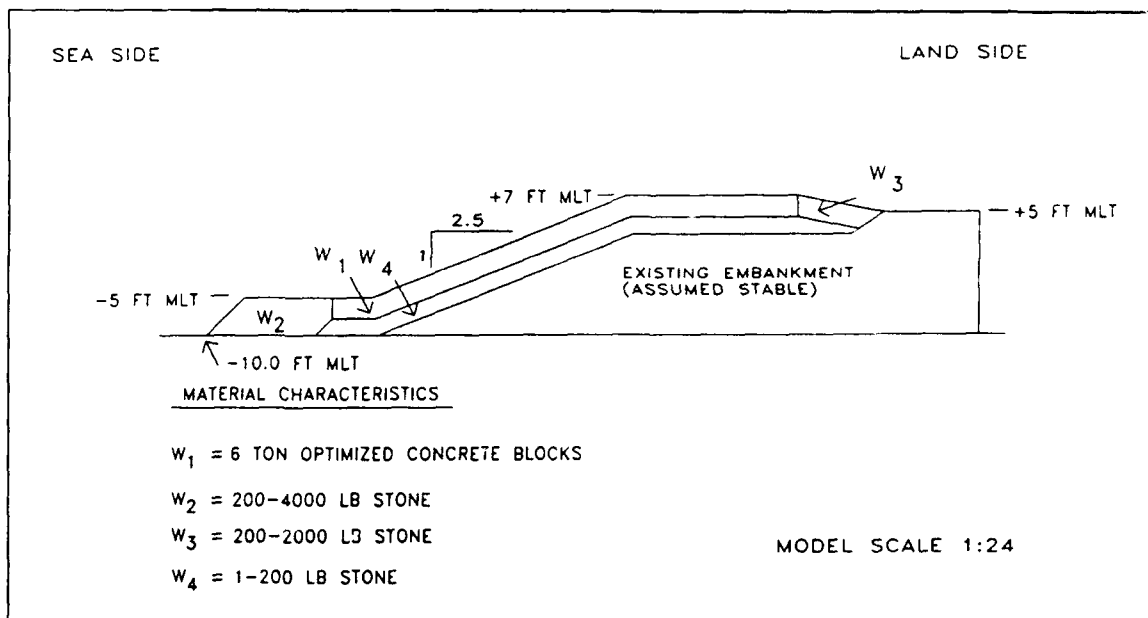 SEA SIDE
LAND SIDE
W3
+7 FT MLT
+5 FT MLT
2.5
1
W1 W4
EXISTING EMBANKMENT
(ASSUMED STABLE)
-5 FT MLT
W2
-10.0 FT MLT
MATERIAL CHARACTERISTICS
W1 = 6 TON OPTIMIZED CONCRETE BLOCKS
W2 = 200-4000 LB STONE
W3 = 200-2000 LB STONE
W4 = 1-200 LB STONE
MODEL SCALE 1:24